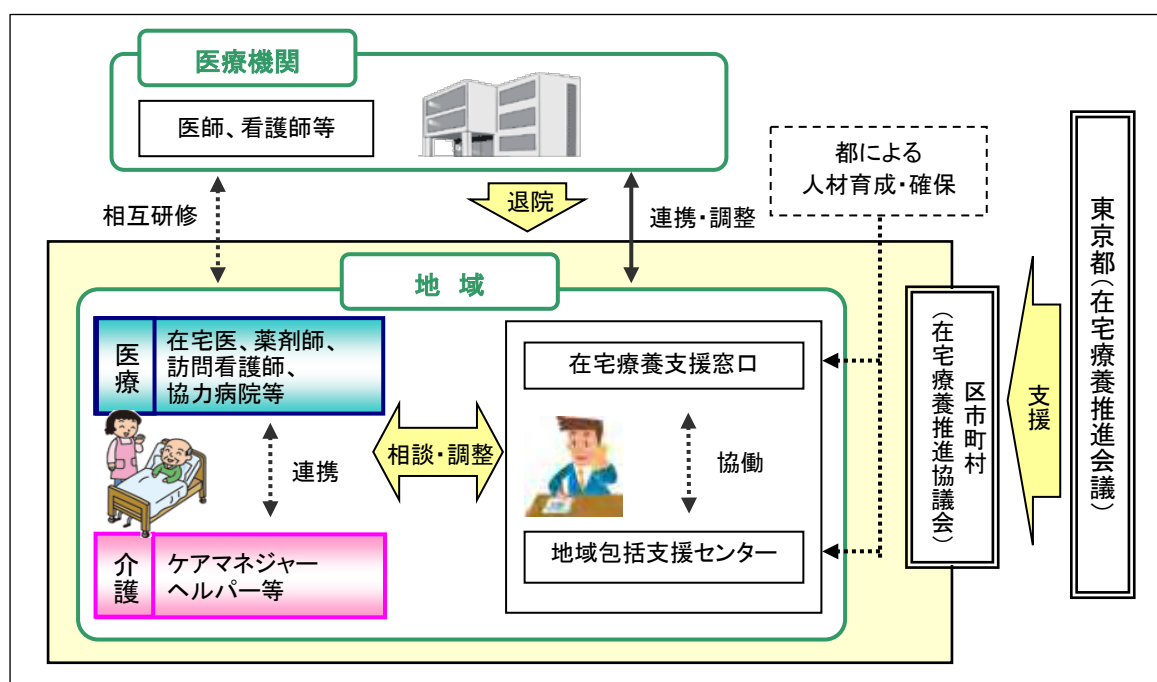 医療機関
医師、看護師等
都による
人材育成・確保
相互研修
退院
連携・調整
地 域
医療
在宅医、薬剤師、
訪問看護師、
協力病院等
在宅療養支援窓口
連携
相談・調整
協働
介護
ケアマネジャー
ヘルパー等
地域包括支援センター
区市町村
（在宅療養推進協議会）
支援
東京都（在宅療養推進会議）